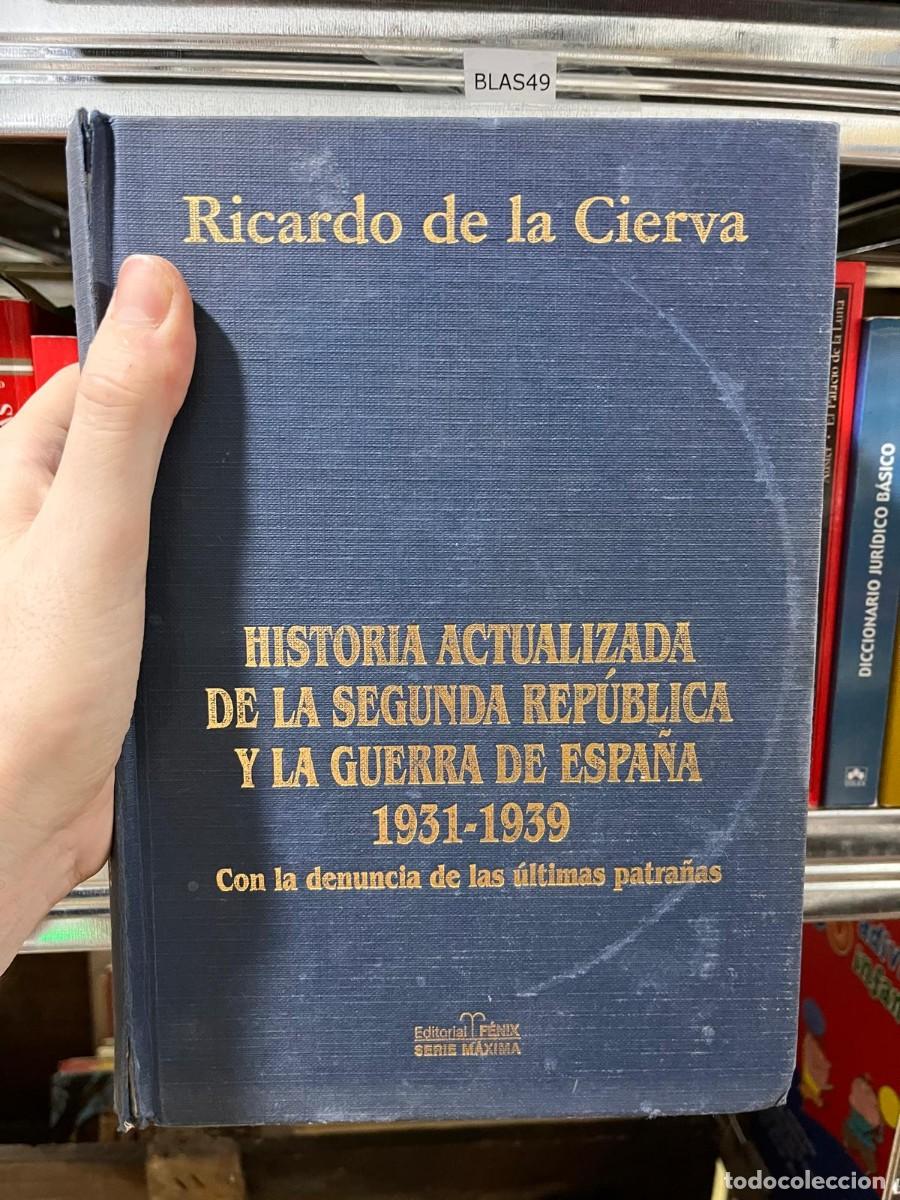 BLAS49
Ricardo de la Cierva
HISTORIA ACTUALIZADA
DE LA SEGUNDA REPÚBLICA
Y LA GUERRA DE ESPAÑA
1931-1939
Con la denuncia de las últimas patrañas
Editorial FÉNIX
SERIE MÁXIMA
El Palacio de la Luna
DICCIONARIO JURÍDICO BÁSICO
todocoleccion